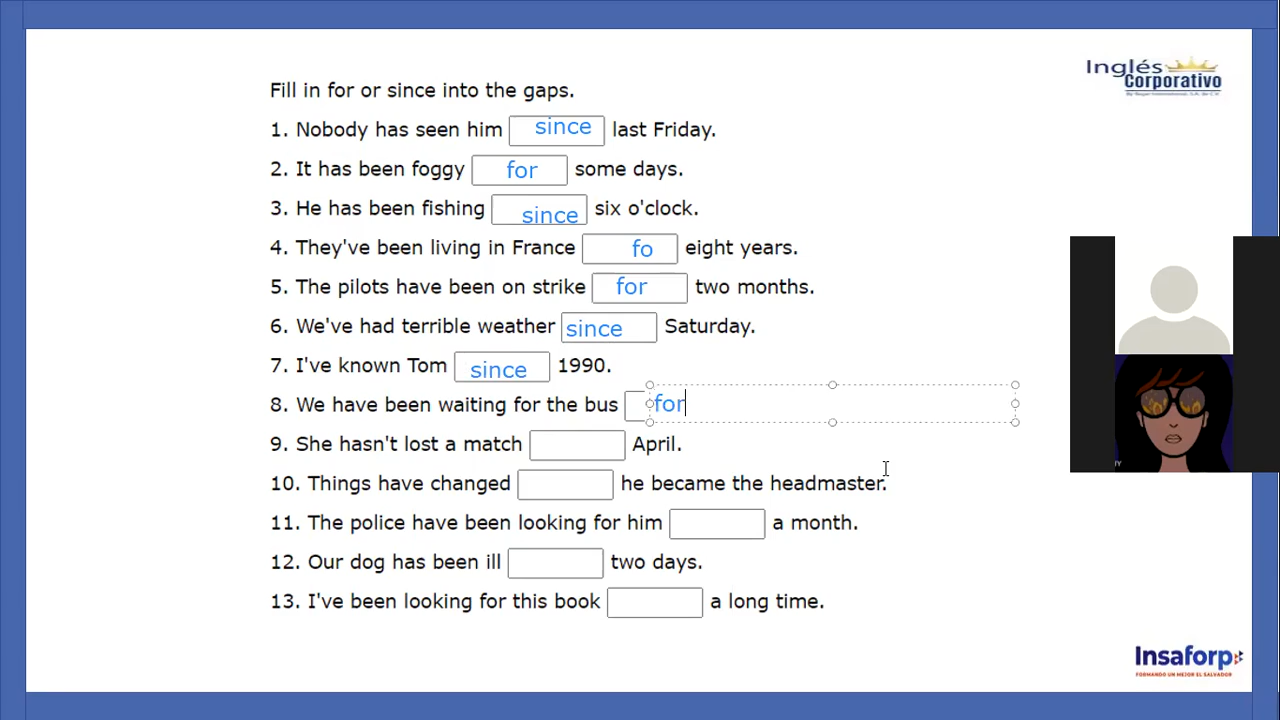 Inglés
Corporativo
Fill in for or since into the gaps.
1. Nobody has seen him since last Friday.
2. It has been foggy for some days.
3. He has been fishing since six o'clock.
4. They've been living in France fo eight years.
5. The pilots have been on strike for two months.
6. We've had terrible weather since Saturday.
7. I've known Tom since 1990.
8. We have been waiting for the bus for
9. She hasn't lost a match April.
10. Things have changed he became the headmaster.
11. The police have been looking for him a month.
12. Our dog has been ill two days.
13. I've been looking for this book a long time.
Insaforp
FORMANDO UN MEJOR EL SALVADOR